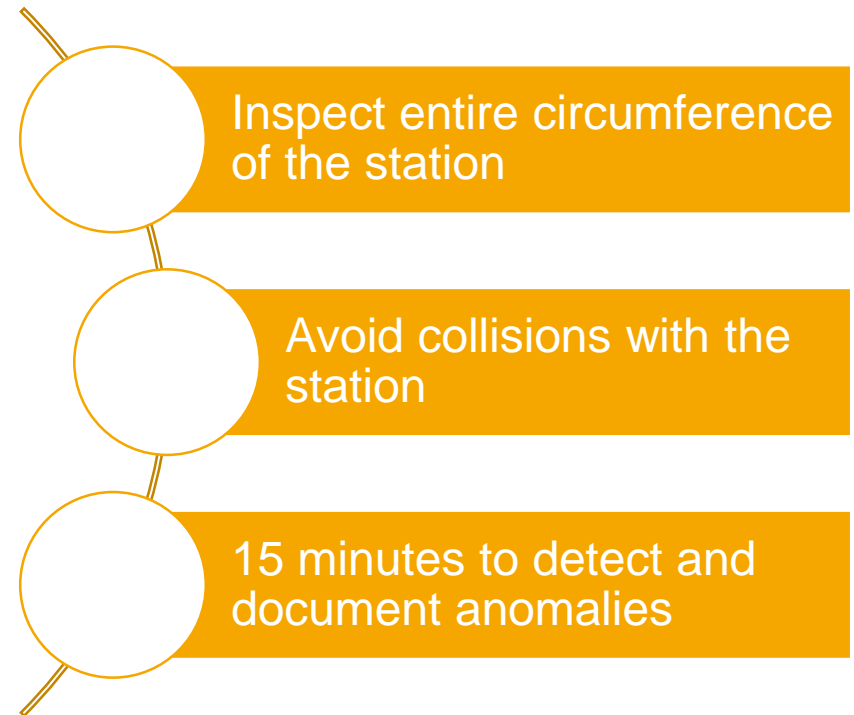 Inspect entire circumference
of the station
Avoid collisions with the
station
15 minutes to detect and
document anomalies